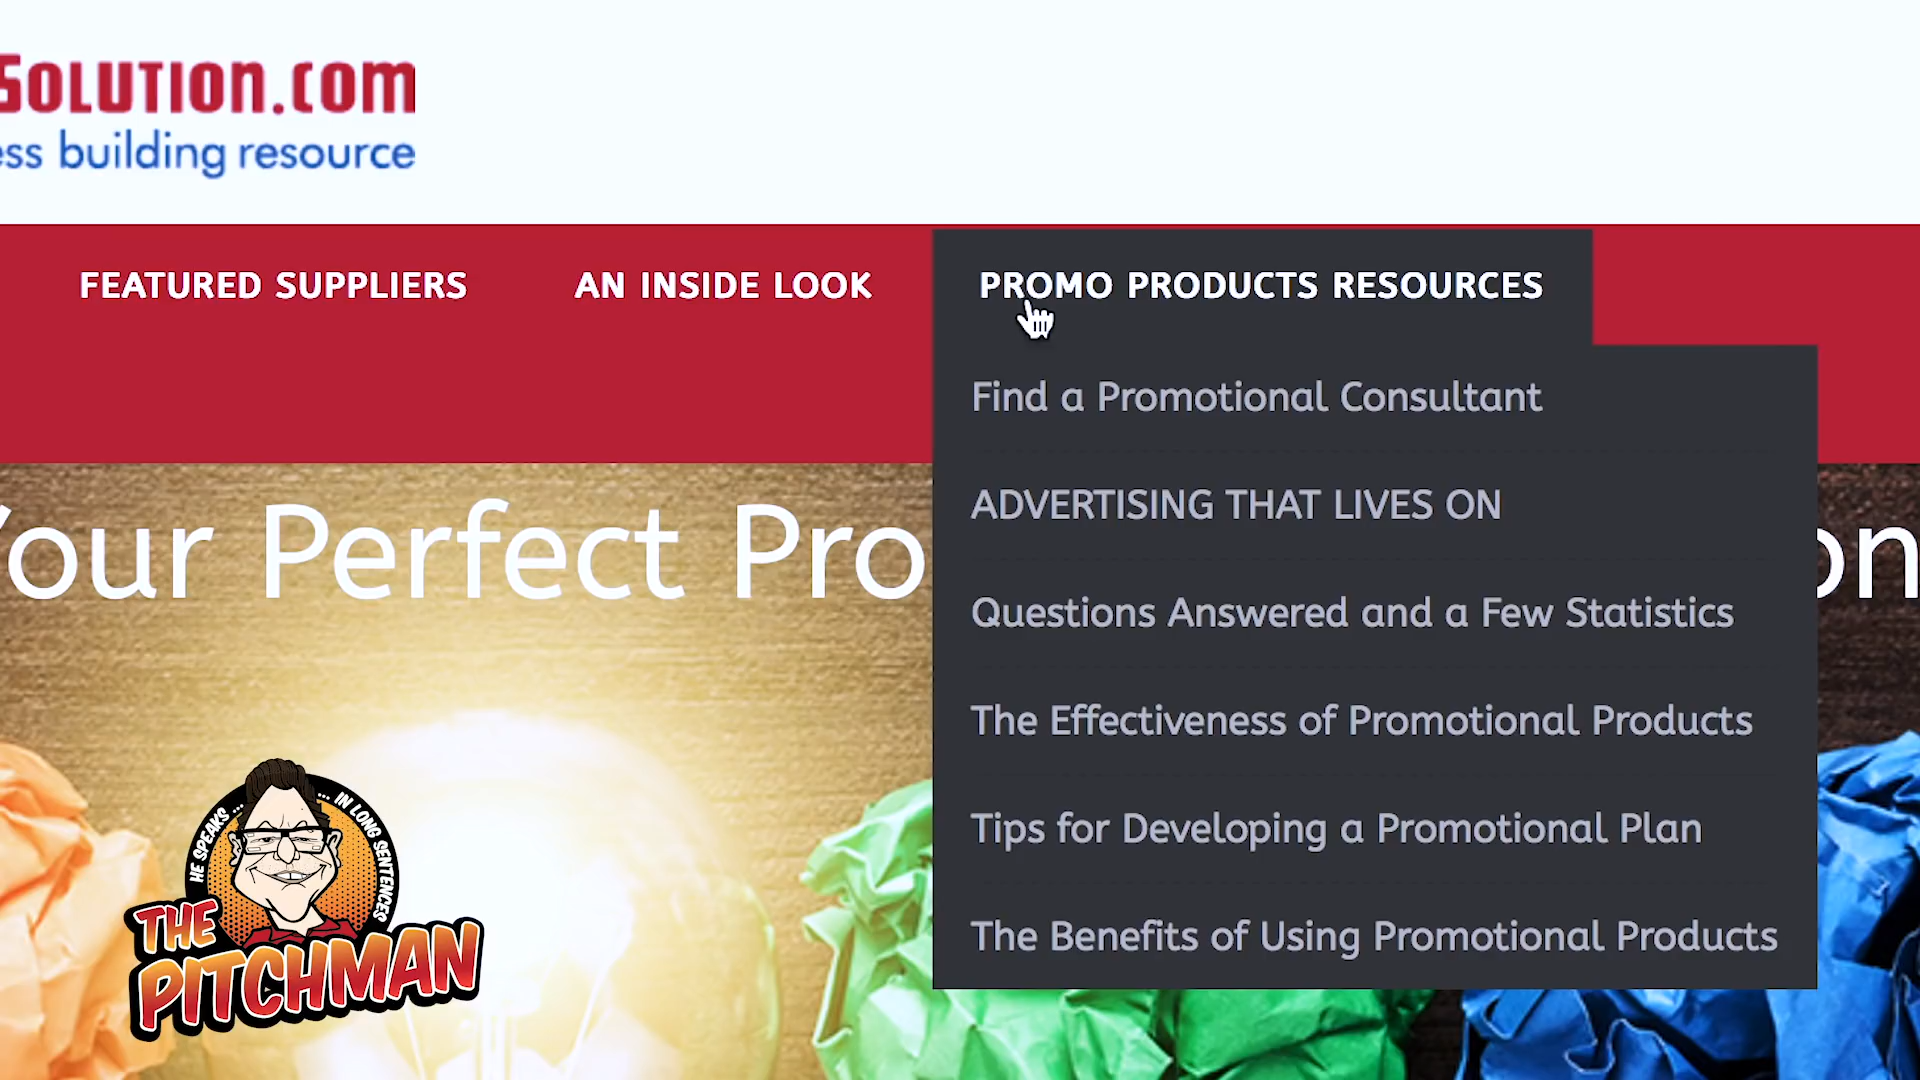 Solution.com
ess building resource
FEATURED SUPPLIERS
AN INSIDE LOOK
PROMO PRODUCTS RESOURCES
Find a Promotional Consultant
ADVERTISING THAT LIVES ON
Questions Answered and a Few Statistics
The Effectiveness of Promotional Products
Tips for Developing a Promotional Plan
The Benefits of Using Promotional Products
Your Perfect Pro
on
HE SPEAKS ... ... IN LONG SENTENCES
THE
PITCHMAN